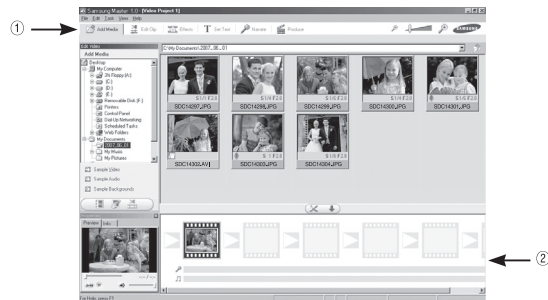 Samsung Master 1.0 - [Video Project 1]
File Edit Task View Help
① Add Media Edit Clip Effects Set Text Narrate Produce SAMSUNG
Edit Video
C:\My Documents\2007_06_01
Add Media
Desktop
My Computer
3½ Floppy (A:)
(C:)
(D:)
(E:)
Removable Disk (F:)
Printers
Control Panel
Dial-Up Networking
Scheduled Tasks
Web Folders
My Documents
2007_06_01
My Music
My Pictures
SDC14297.JPG SDC14298.JPG SDC14299.JPG SDC14300.JPG SDC14301.JPG
SDC14302.AVI SDC14303.JPG SDC14304.JPG
Sample Video
Sample Audio
Sample Backgrounds
Preview Info.
②
For Help, press F1